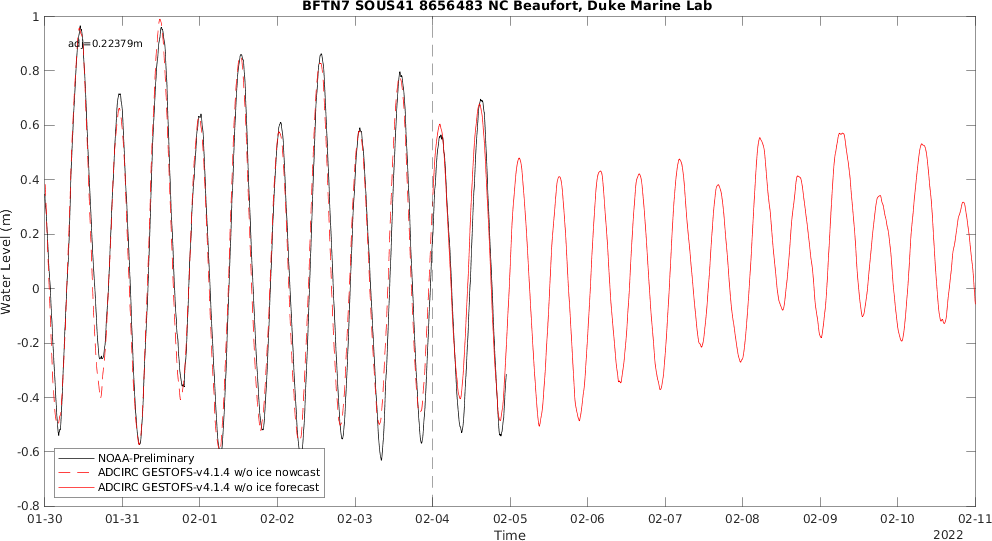 BFTN7 SOUS41 8656483 NC Beaufort, Duke Marine Lab
adj=0.22379m
1
0.8
0.6
0.4
0.2
0
-0.2
-0.4
-0.6
-0.8
Water Level (m)
NOAA-Preliminary
ADCIRC GESTOFS-v4.1.4 w/o ice nowcast
ADCIRC GESTOFS-v4.1.4 w/o ice forecast
01-30 01-31 02-01 02-02 02-03 02-04 02-05 02-06 02-07 02-08 02-09 02-10 02-11
Time
2022